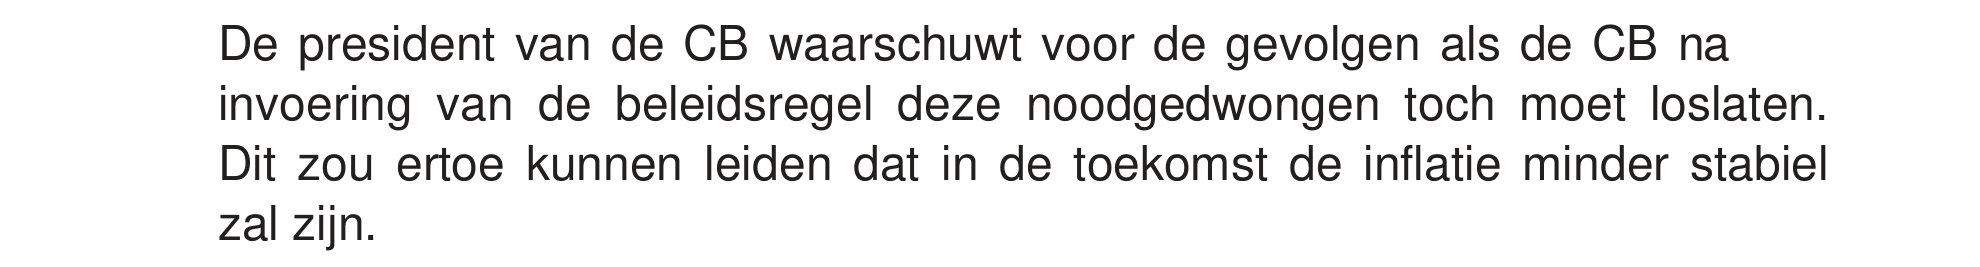 De president van de CB waarschuwt voor de gevolgen als de CB na
invoering van de beleidsregel deze noodgedwongen toch moet loslaten.
Dit zou ertoe kunnen leiden dat in de toekomst de inflatie minder stabiel
zal zijn.